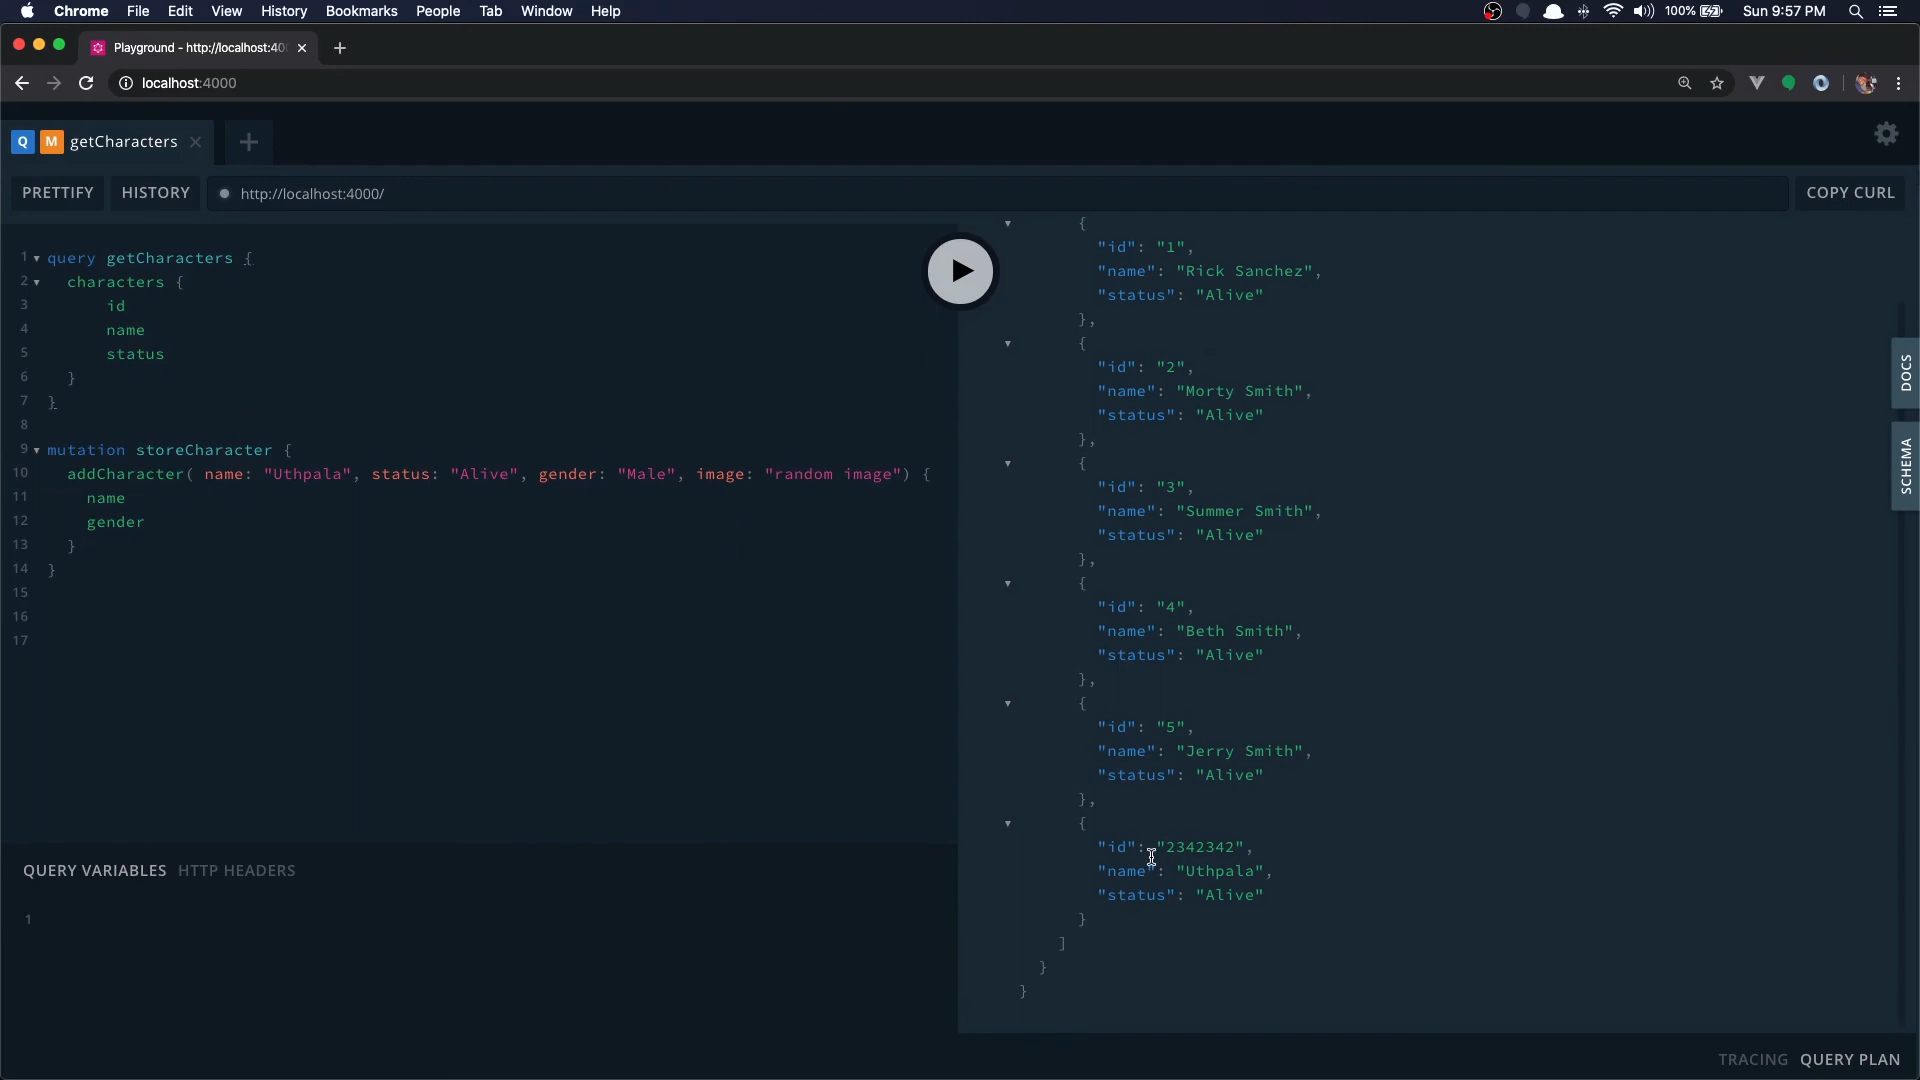 Chrome File Edit View History Bookmarks People Tab Window Help 100% Sun 9:57 PM
Playground - http://localhost:40
localhost:4000
Q M getCharacters
PRETTIFY HISTORY http://localhost:4000/ COPY CURL
1 query getCharacters {
2 characters {
3 id
4 name
5 status
6 }
7 }
8
9 mutation storeCharacter {
10 addCharacter( name: "Uthpala", status: "Alive", gender: "Male", image: "random image") {
11 name
12 gender
13 }
14 }
15
16
17
QUERY VARIABLES HTTP HEADERS
1
{
"id": "1",
"name": "Rick Sanchez",
"status": "Alive"
},
{
"id": "2",
"name": "Morty Smith",
"status": "Alive"
},
{
"id": "3",
"name": "Summer Smith",
"status": "Alive"
},
{
"id": "4",
"name": "Beth Smith",
"status": "Alive"
},
{
"id": "5",
"name": "Jerry Smith",
"status": "Alive"
},
{
"id": "2342342",
"name": "Uthpala",
"status": "Alive"
}
]
}
}
DOCS
SCHEMA
TRACING QUERY PLAN